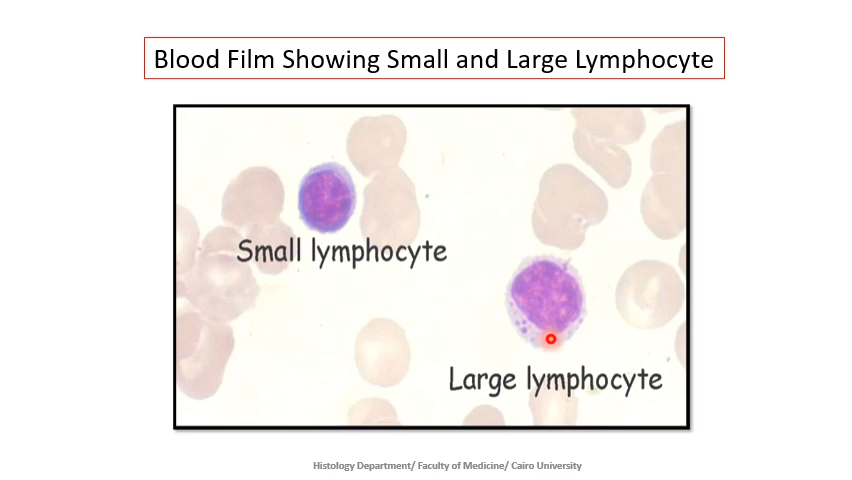 Blood Film Showing Small and Large Lymphocyte
Small lymphocyte
Large lymphocyte
Histology Department/ Faculty of Medicine/ Cairo University